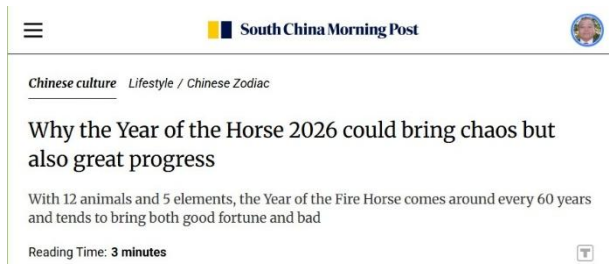 South China Morning Post
Chinese culture Lifestyle / Chinese Zodiac
Why the Year of the Horse 2026 could bring chaos but
also great progress
With 12 animals and 5 elements, the Year of the Fire Horse comes around every 60 years
and tends to bring both good fortune and bad
Reading Time: 3 minutes
T